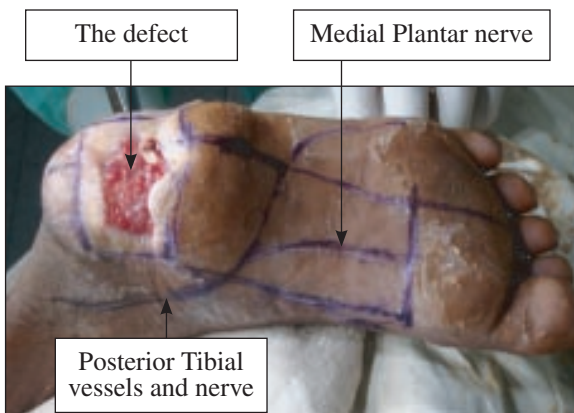 The defect
Medial Plantar nerve
Posterior Tibial
vessels and nerve